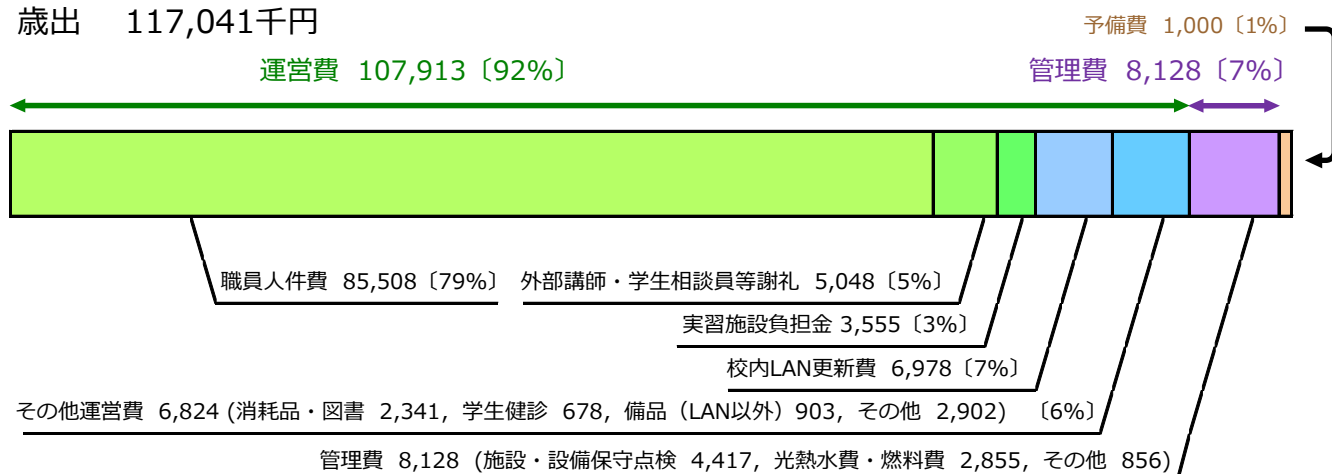 歳出 117,041千円
予備費 1,000〔1%〕
運営費 107,913〔92%〕
管理費 8,128〔7%〕
職員人件費 85,508〔79%〕
外部講師・学生相談員等謝礼 5,048〔5%〕
実習施設負担金 3,555〔3%〕
校内LAN更新費 6,978〔7%〕
その他運営費 6,824 (消耗品・図書 2,341, 学生健診 678, 備品（LAN以外）903, その他 2,902) 〔6%〕
管理費 8,128 (施設・設備保守点検 4,417, 光熱水費・燃料費 2,855, その他 856)